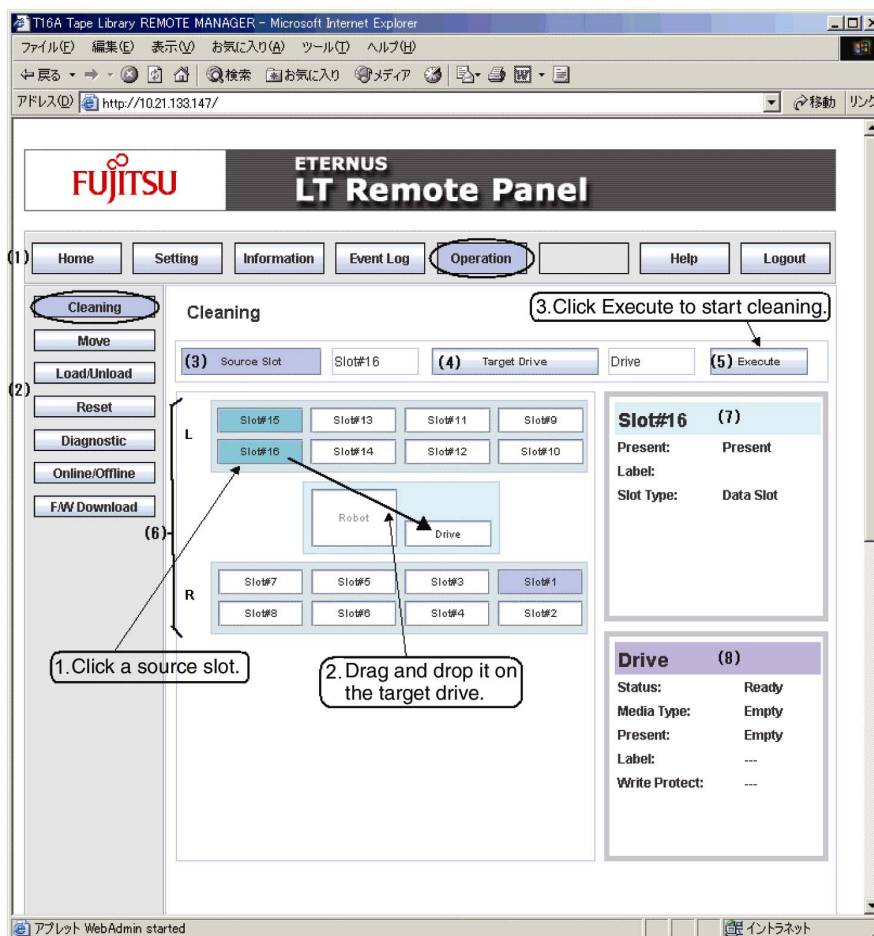 T16A Tape Library REMOTE MANAGER - Microsoft Internet Explorer
ファイル(F) 編集(E) 表示(V) お気に入り(A) ツール(T) ヘルプ(H)
戻る 検索 お気に入り メディア
アドレス(D) http://10.21.133.147/ 移動 リンク
FUJITSU
ETERNUS
LT Remote Panel
(1) Home Setting Information Event Log Operation Help Logout
Cleaning
Move
Load/Unload
(2)
Reset
Diagnostic
Online/Offline
F/W Download
Cleaning
3.Click Execute to start cleaning.
(3) Source Slot Slot#16 (4) Target Drive Drive (5) Execute
L
Slot#15 Slot#13 Slot#11 Slot#9
Slot#16 Slot#14 Slot#12 Slot#10
(6)
Robot
Drive
R
Slot#7 Slot#5 Slot#3 Slot#1
Slot#8 Slot#6 Slot#4 Slot#2
1.Click a source slot.
2.Drag and drop it on
the target drive.
Slot#16 (7)
Present: Present
Label:
Slot Type: Data Slot
Drive (8)
Status: Ready
Media Type: Empty
Present: Empty
Label: ---
Write Protect: ---
アプレット WebAdmin started
イントラネット